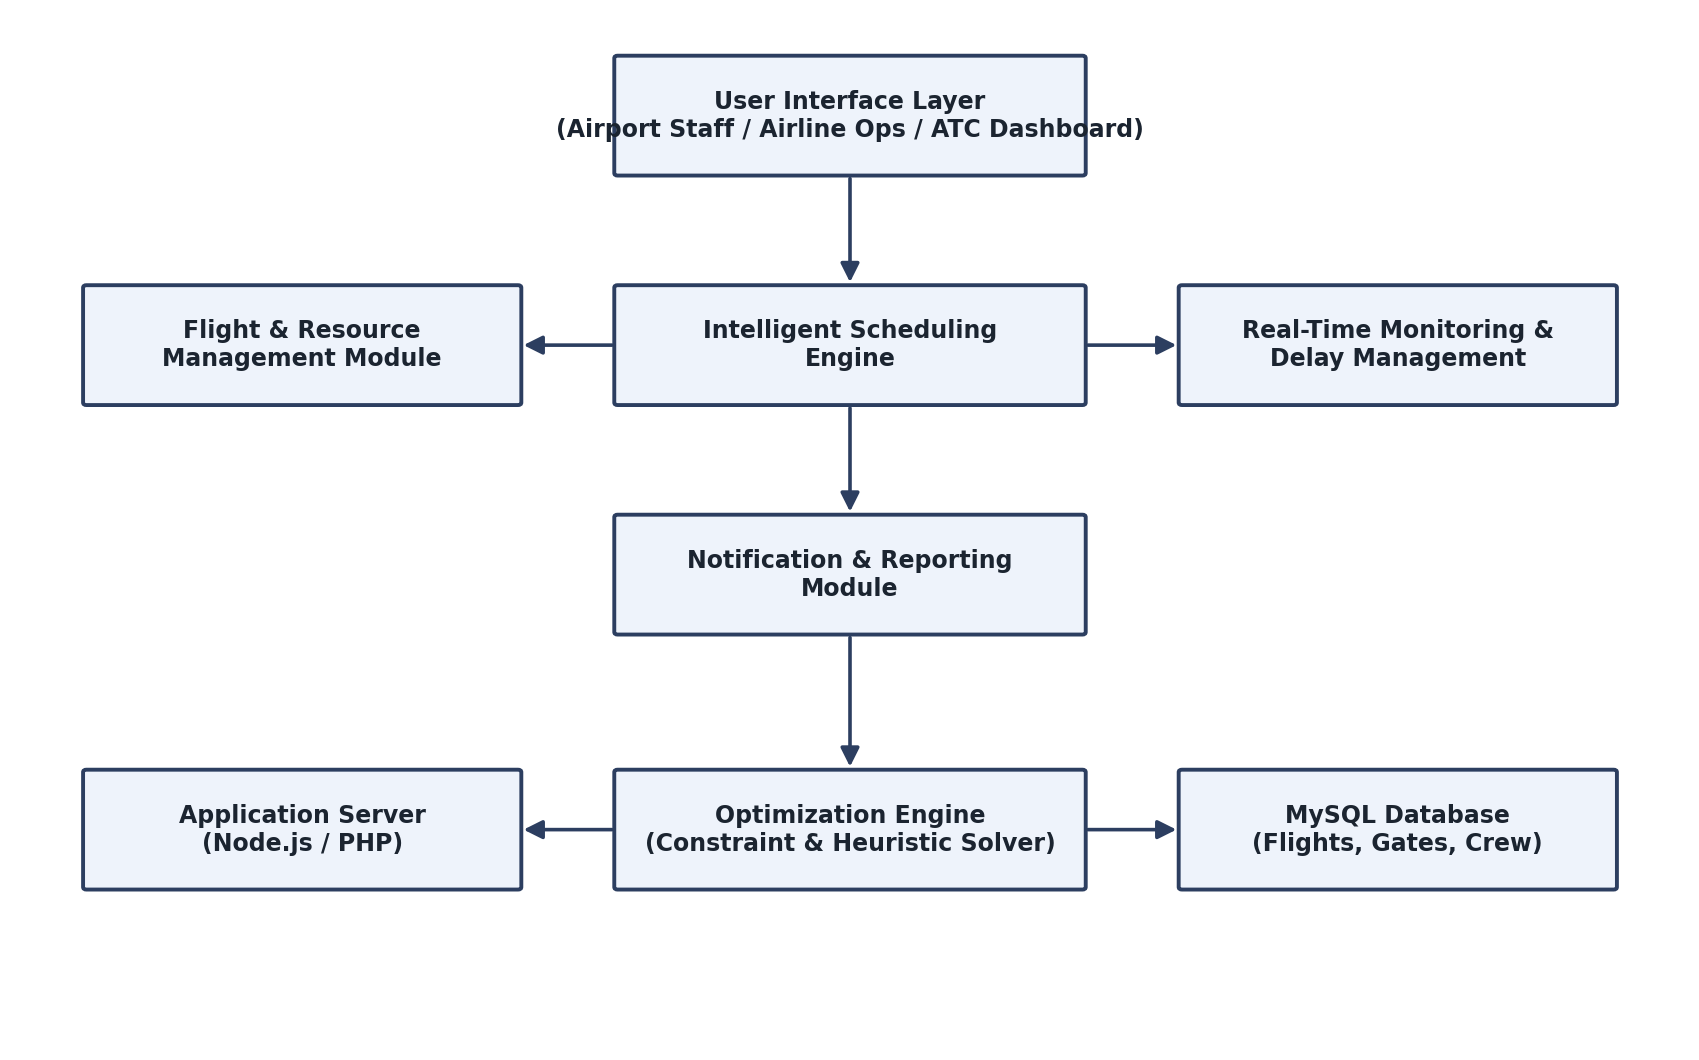 User Interface Layer
(Airport Staff / Airline Ops / ATC Dashboard)
Flight & Resource
Management Module
Intelligent Scheduling
Engine
Real-Time Monitoring &
Delay Management
Notification & Reporting
Module
Application Server
(Node.js / PHP)
Optimization Engine
(Constraint & Heuristic Solver)
MySQL Database
(Flights, Gates, Crew)